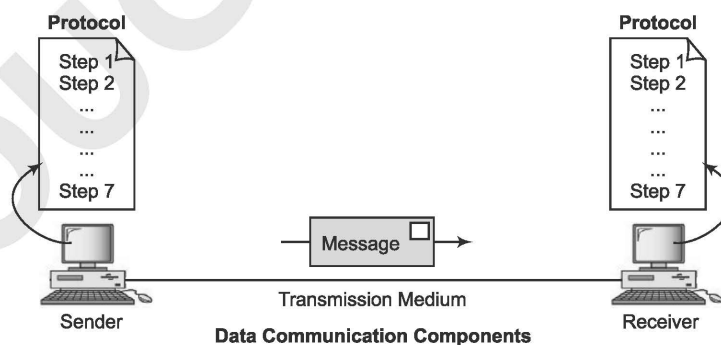 Protocol
Step 1
Step 2
...
...
...
...
Step 7
Protocol
Step 1
Step 2
...
...
...
...
Step 7
Message
Transmission Medium
Sender
Receiver
Data Communication Components